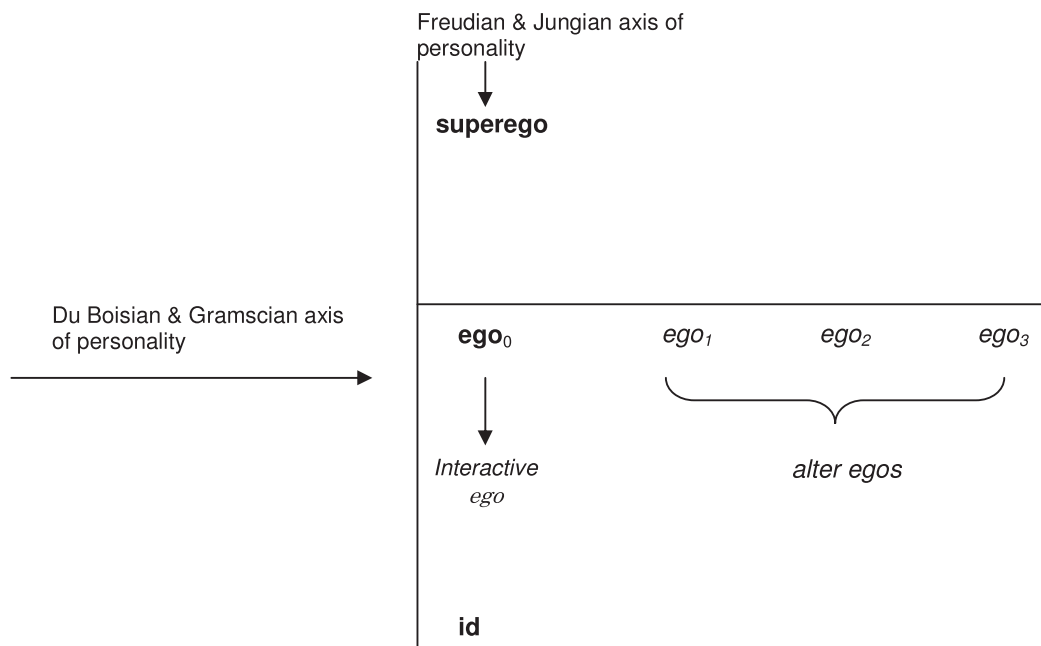 Freudian & Jungian axis of
personality
superego
Du Boisian & Gramscian axis
of personality
ego₀ ego₁ ego₂ ego₃
Interactive
ego
alter egos
id